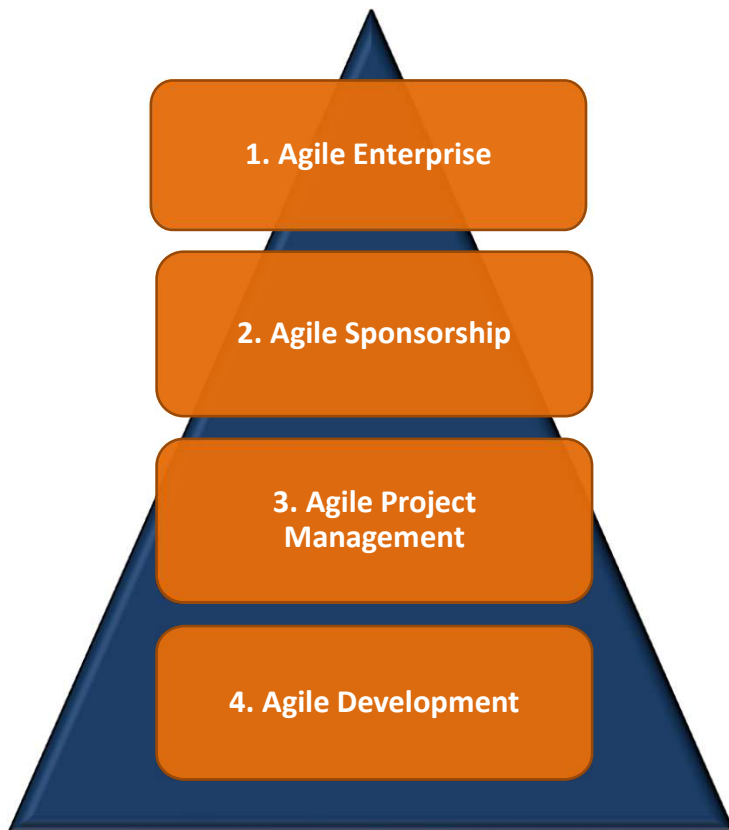 1. Agile Enterprise
2. Agile Sponsorship
3. Agile Project
Management
4. Agile Development